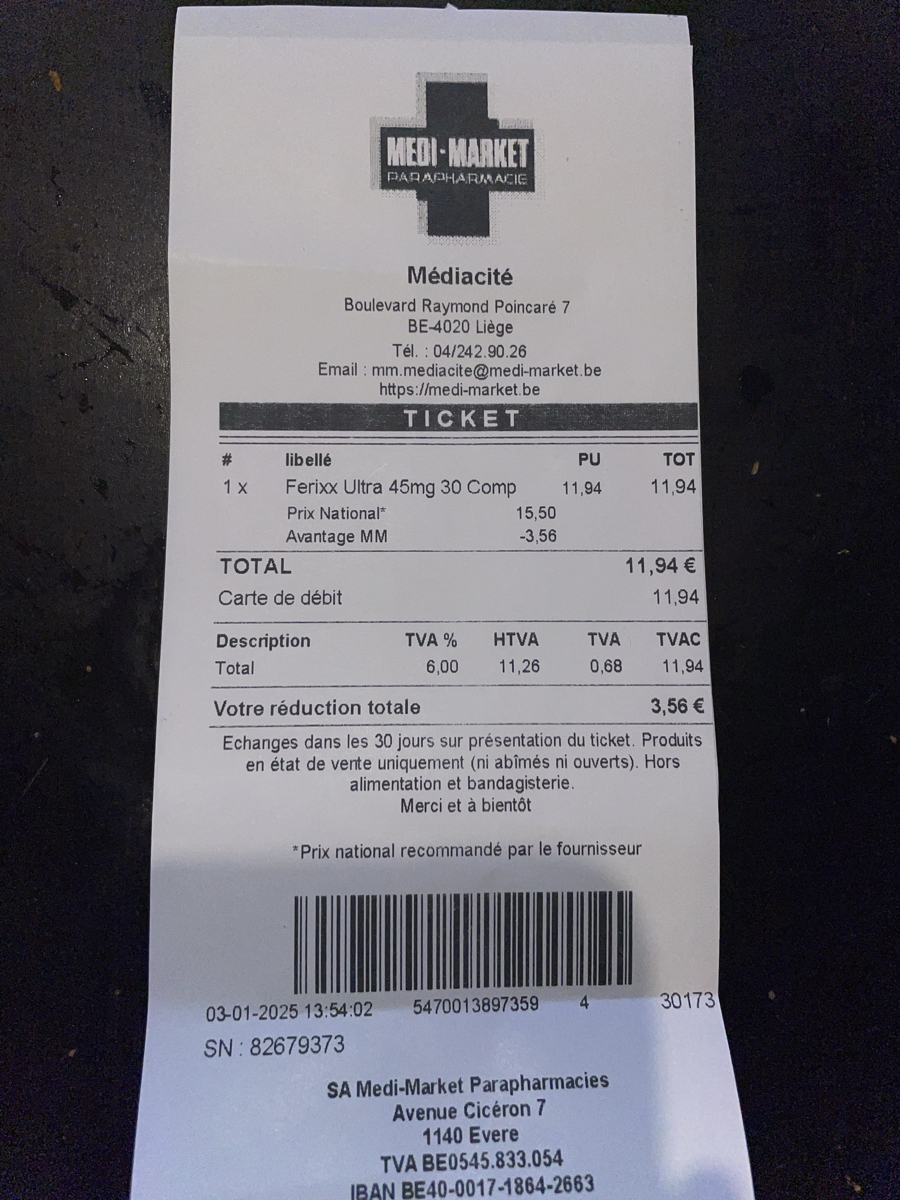 MEDI-MARKET
PARAPHARMACIE
Médiacité
Boulevard Raymond Poincaré 7
BE-4020 Liège
Tél. : 04/242.90.26
Email : mm.mediacite@medi-market.be
https://medi-market.be
TICKET
# libellé PU TOT
1 x Ferixx Ultra 45mg 30 Comp 11,94 11,94
Prix National* 15,50
Avantage MM -3,56
TOTAL 11,94 €
Carte de débit 11,94
Description TVA % HTVA TVA TVAC
Total 6,00 11,26 0,68 11,94
Votre réduction totale 3,56 €
Echanges dans les 30 jours sur présentation du ticket. Produits
en état de vente uniquement (ni abîmés ni ouverts). Hors
alimentation et bandagisterie.
Merci et à bientôt
*Prix national recommandé par le fournisseur
03-01-2025 13:54:02 5470013897359 4 30173
SN : 82679373
SA Medi-Market Parapharmacies
Avenue Cicéron 7
1140 Evere
TVA BE0545.833.054
IBAN BE40-0017-1864-2663